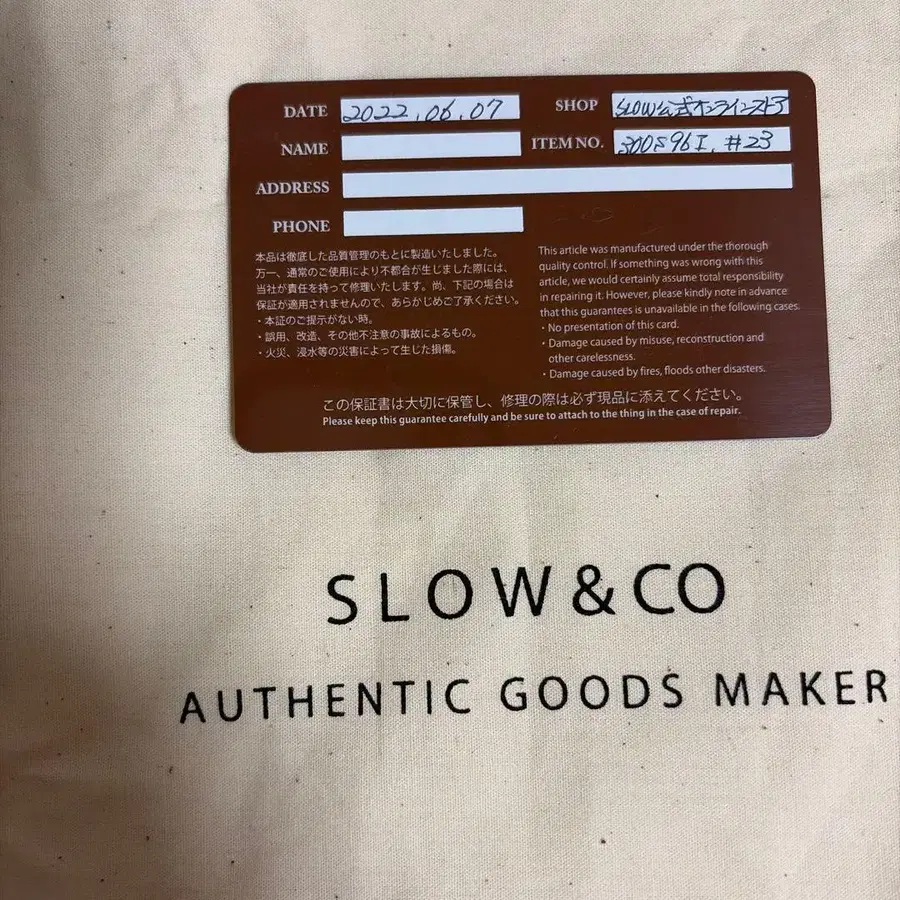 DATE 2022.06.07 SHOP SLOW公式オンラインストア
NAME ITEM NO. 300S96I. #23
ADDRESS
PHONE
本品は徹底した品質管理のもとに製造いたしました。
万一、通常のご使用により不都合が生じました際には、
当社が責任を持って修理いたします。尚、下記の場合は
保証が適用されませんので、あらかじめご了承ください。
・本証のご提示がない時。
・誤用、改造、その他不注意の事故によるもの。
・火災、浸水等の災害によって生じた損傷。
This article was manufactured under the thorough
quality control. If something was wrong with this
article, we would certainly assume total responsibility
in repairing it. However, please kindly note in advance
that this guarantees is unavailable in the following cases.
・No presentation of this card.
・Damage caused by misuse, reconstruction and
other carelessness.
・Damage caused by fires, floods other disasters.
この保証書は大切に保管し、修理の際は必ず現品に添えてください。
Please keep this guarantee carefully and be sure to attach to the thing in the case of repair.
SLOW&CO
AUTHENTIC GOODS MAKER